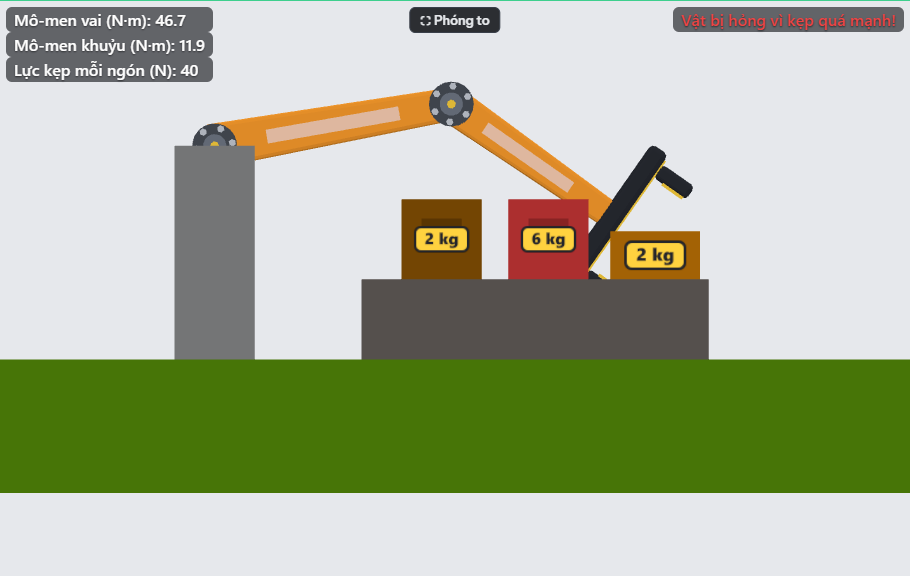 Mô-men vai (N·m): 46.7
Mô-men khuỷu (N·m): 11.9
Lực kẹp mỗi ngón (N): 40
Phóng to
Vật bị hỏng vì kẹp quá mạnh!
2 kg
6 kg
2 kg